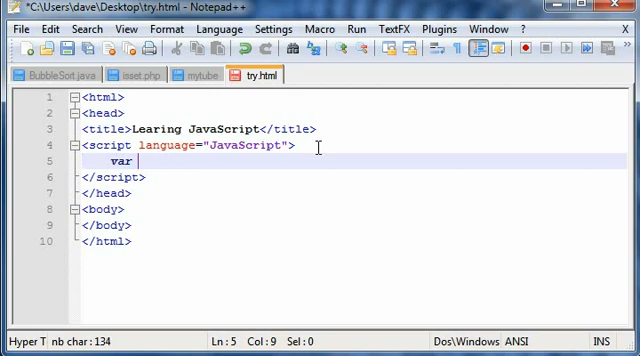 *C:\Users\dave\Desktop\try.html - Notepad++
File Edit Search View Format Language Settings Macro Run TextFX Plugins Window ? X
BubbleSort.java isset.php mytube try.html
1 <html>
2 <head>
3 <title>Learing JavaScript</title>
4 <script language="JavaScript">
5 var
6 </script>
7 </head>
8 <body>
9 </body>
10 </html>
Hyper T nb char : 134 Ln : 5 Col : 9 Sel : 0 Dos\Windows ANSI INS